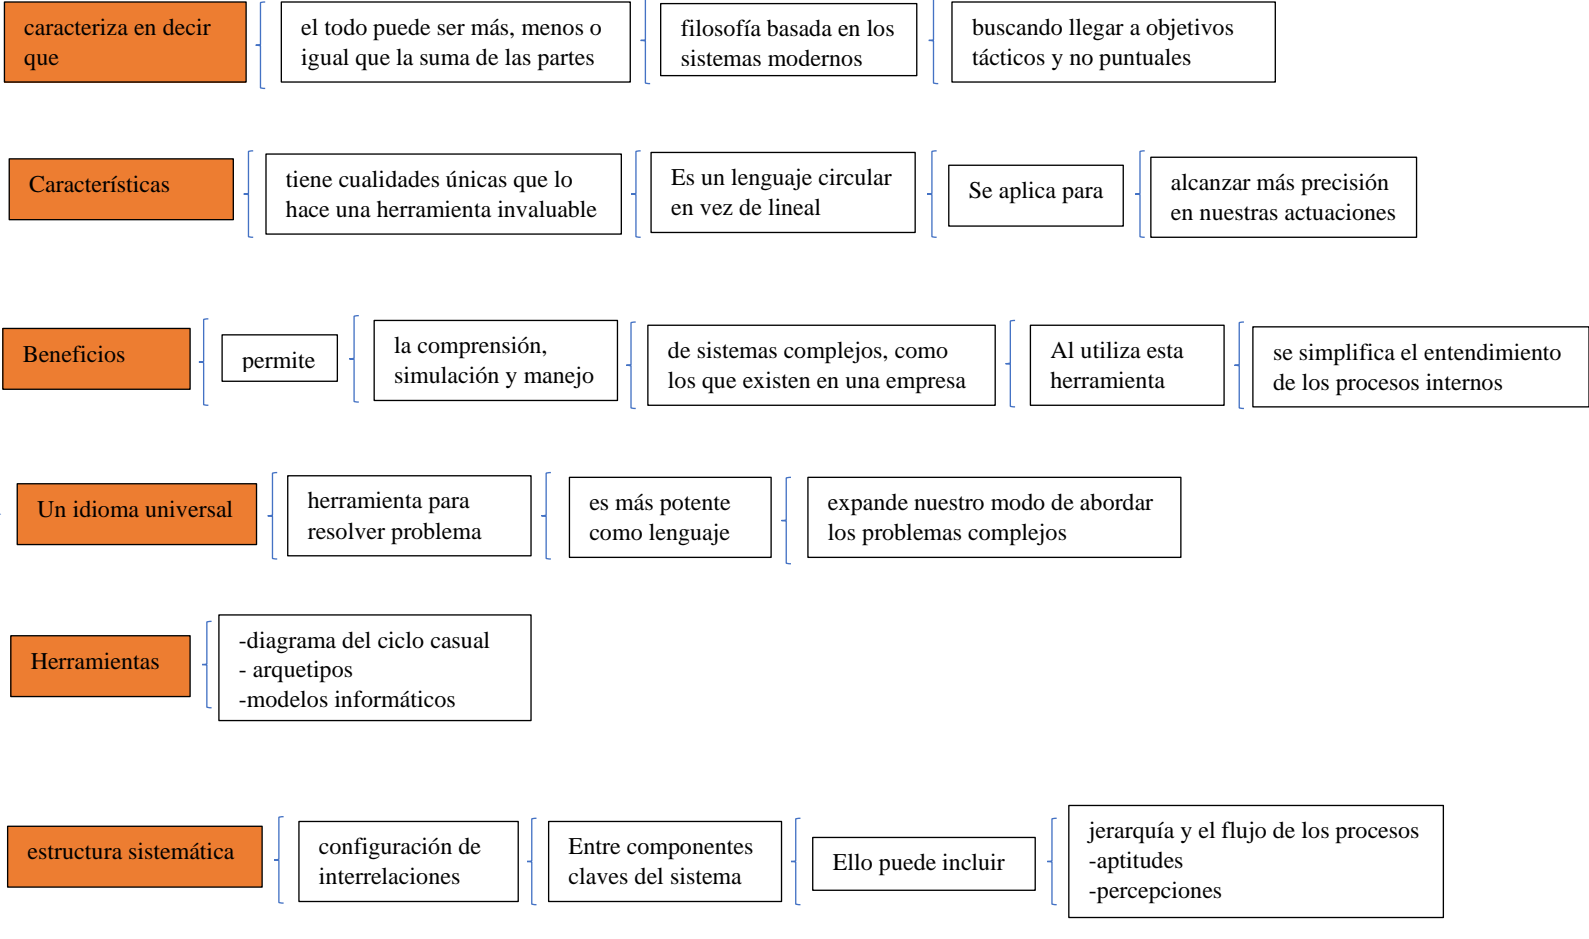 caracteriza en decir
que
el todo puede ser más, menos o
igual que la suma de las partes
filosofía basada en los
sistemas modernos
buscando llegar a objetivos
tácticos y no puntuales
Características
tiene cualidades únicas que lo
hace una herramienta invaluable
Es un lenguaje circular
en vez de lineal
Se aplica para
alcanzar más precisión
en nuestras actuaciones
Beneficios
permite
la comprensión,
simulación y manejo
de sistemas complejos, como
los que existen en una empresa
Al utiliza esta
herramienta
se simplifica el entendimiento
de los procesos internos
Un idioma universal
herramienta para
resolver problema
es más potente
como lenguaje
expande nuestro modo de abordar
los problemas complejos
Herramientas
-diagrama del ciclo casual
- arquetipos
-modelos informáticos
estructura sistemática
configuración de
interrelaciones
Entre componentes
claves del sistema
Ello puede incluir
jerarquía y el flujo de los procesos
-aptitudes
-percepciones